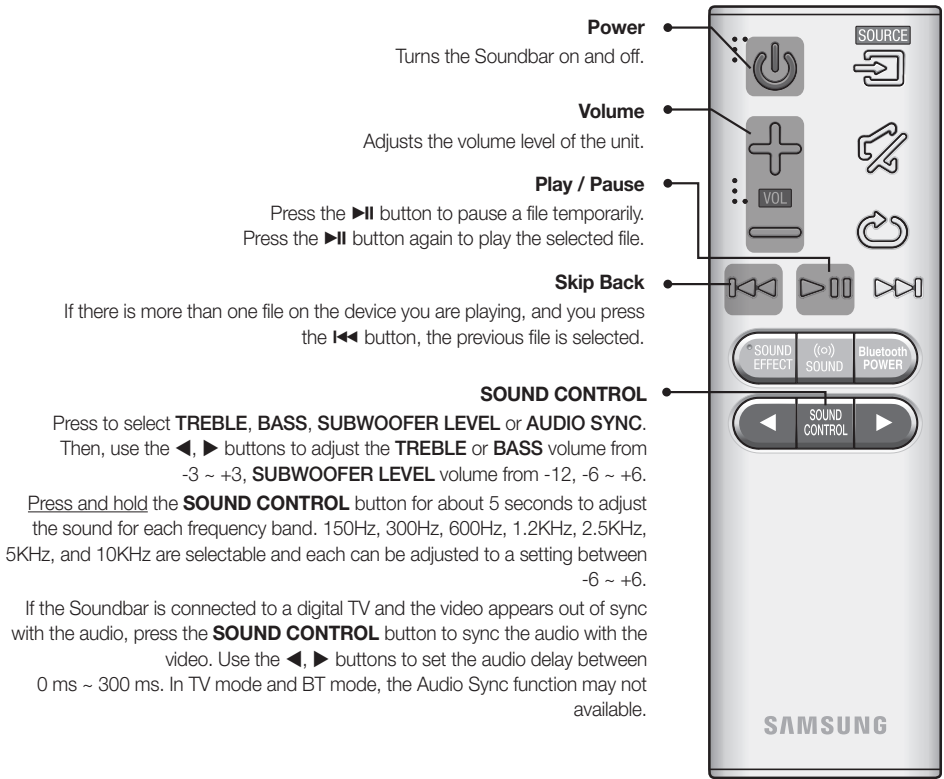 Power
Turns the Soundbar on and off.
Volume
Adjusts the volume level of the unit.
Play / Pause
Press the ►II button to pause a file temporarily.
Press the ►II button again to play the selected file.
Skip Back
If there is more than one file on the device you are playing, and you press
the I◄◄ button, the previous file is selected.
SOUND CONTROL
Press to select TREBLE, BASS, SUBWOOFER LEVEL or AUDIO SYNC.
Then, use the ◄, ► buttons to adjust the TREBLE or BASS volume from
-3 ~ +3, SUBWOOFER LEVEL volume from -12, -6 ~ +6.
Press and hold the SOUND CONTROL button for about 5 seconds to adjust
the sound for each frequency band. 150Hz, 300Hz, 600Hz, 1.2KHz, 2.5KHz,
5KHz, and 10KHz are selectable and each can be adjusted to a setting between
-6 ~ +6.
If the Soundbar is connected to a digital TV and the video appears out of sync
with the audio, press the SOUND CONTROL button to sync the audio with the
video. Use the ◄, ► buttons to set the audio delay between
0 ms ~ 300 ms. In TV mode and BT mode, the Audio Sync function may not
available.
SOURCE
VOL
SOUND
EFFECT
((o))
SOUND
Bluetooth
POWER
◄
SOUND
CONTROL
►
SAMSUNG